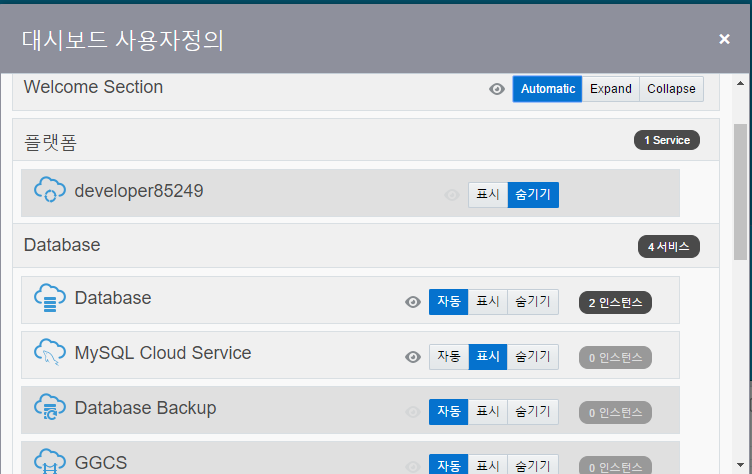 대시보드 사용자정의 ×
Welcome Section Automatic Expand Collapse
플랫폼 1 Service
developer85249 표시 숨기기
Database 4 서비스
Database 자동 표시 숨기기 2 인스턴스
MySQL Cloud Service 자동 표시 숨기기 0 인스턴스
Database Backup 자동 표시 숨기기 0 인스턴스
GGCS 자동 표시 숨기기 0 인스턴스